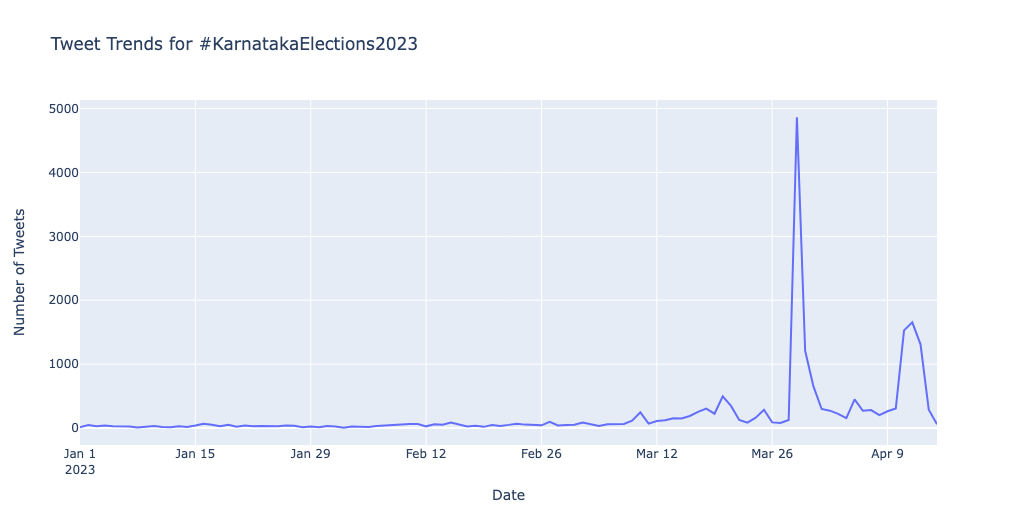 Tweet Trends for #KarnatakaElections2023
5000
4000
3000
2000
1000
0
Number of Tweets
Jan 1 Jan 15 Jan 29 Feb 12 Feb 26 Mar 12 Mar 26 Apr 9
2023
Date